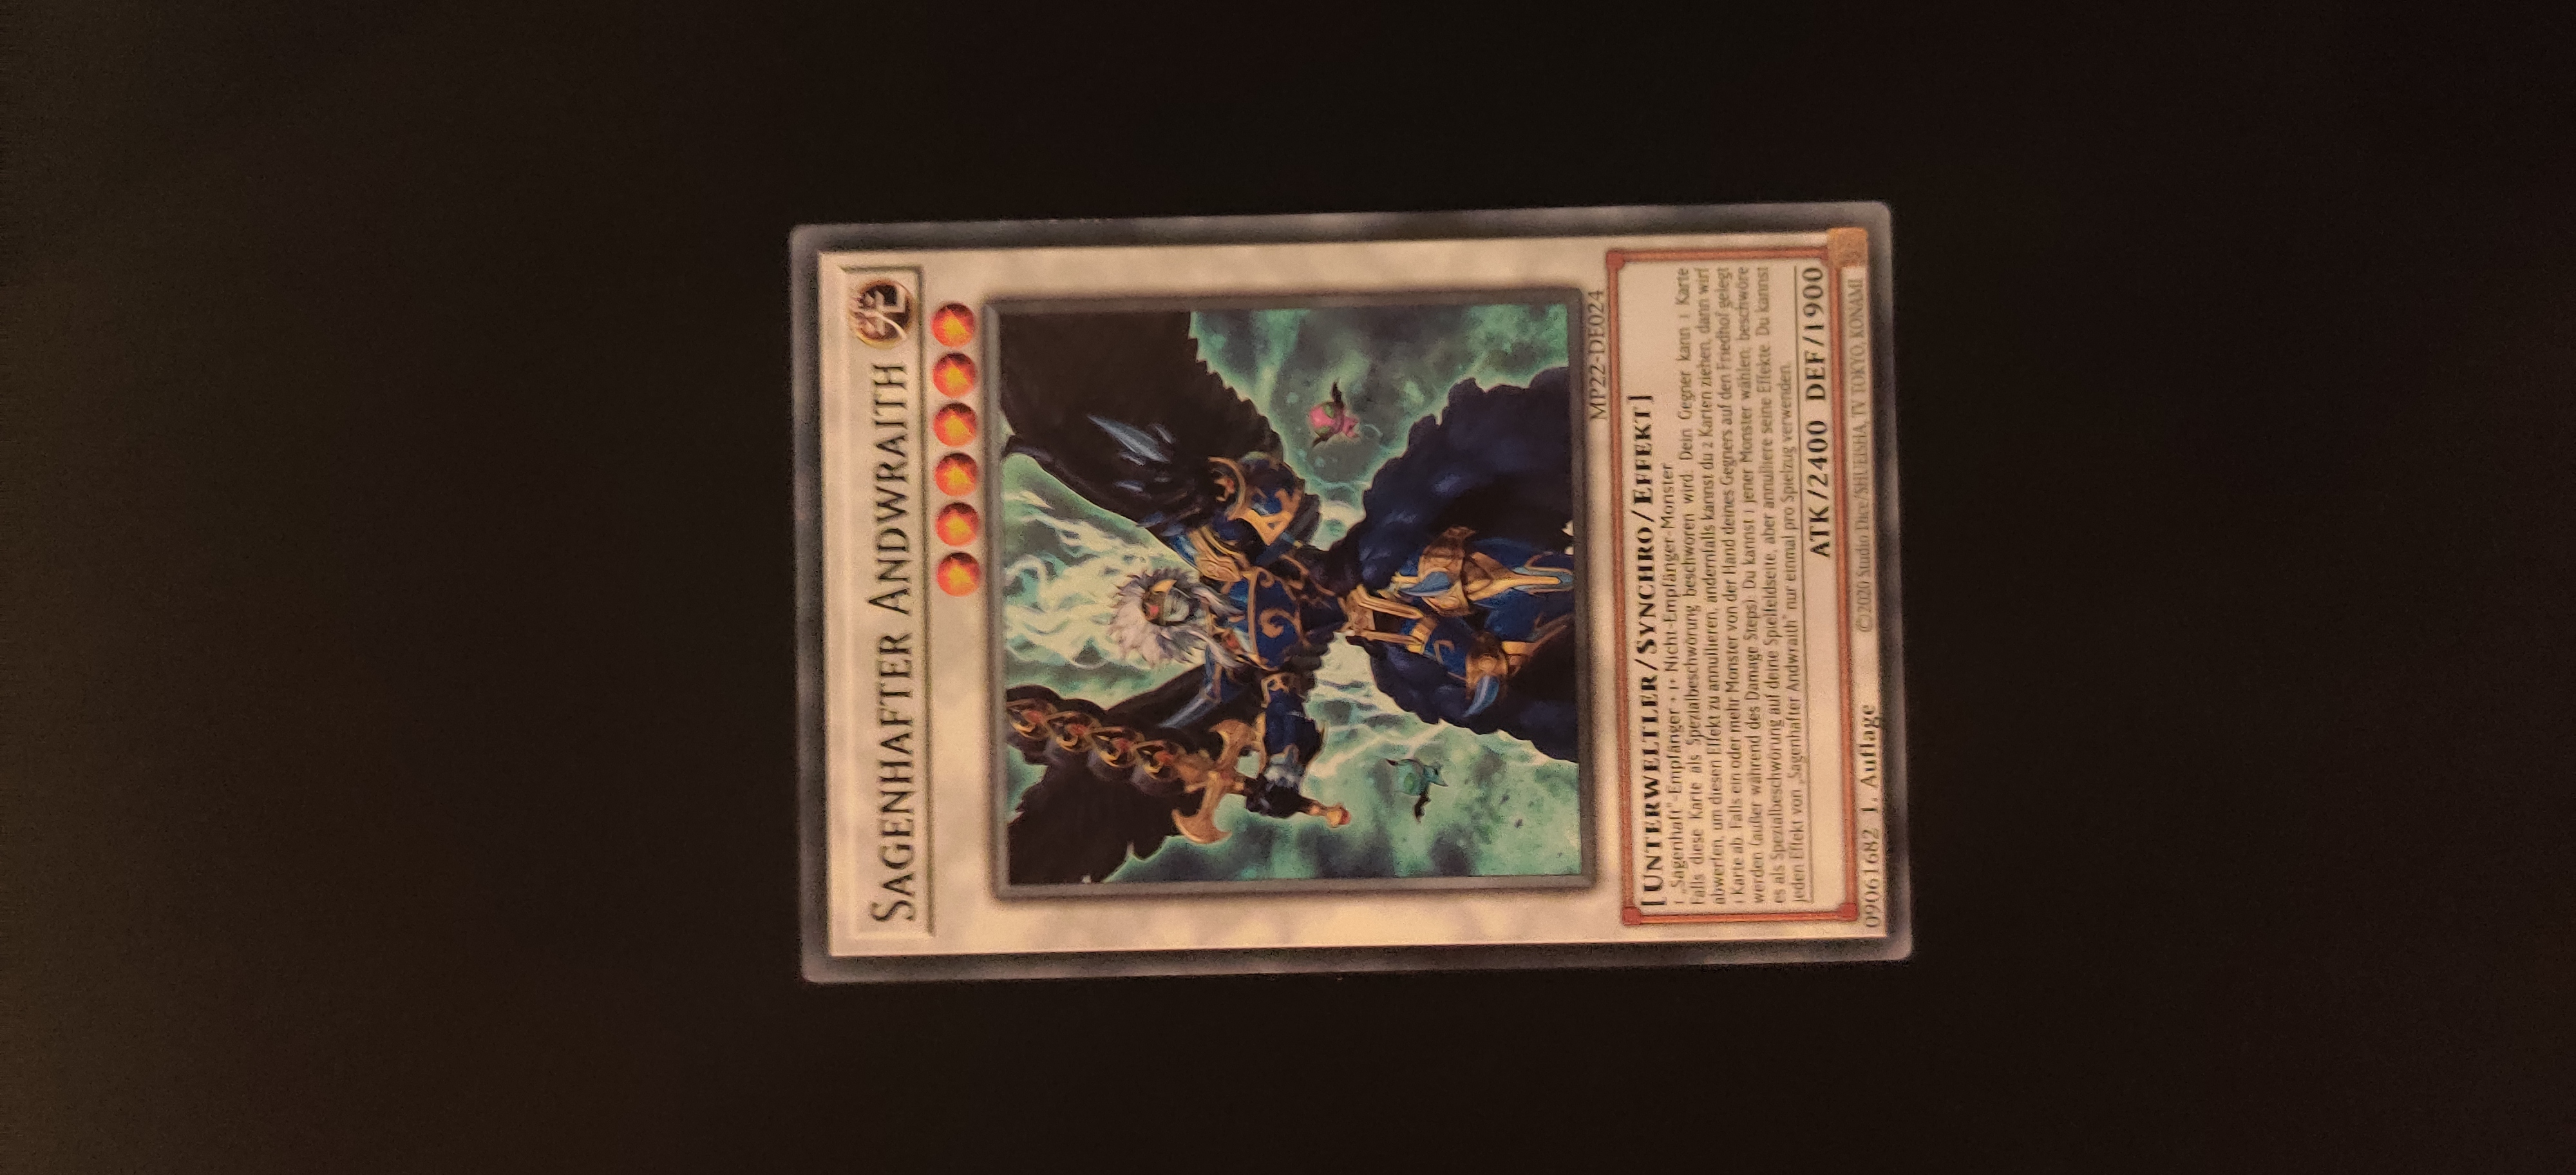 SAGENHAFTER ANDWRAITH
光
MP22-DE024
[UNTERWELTLER/SYNCHRO/EFFEKT]
1 „Sagenhaft“-Empfänger + 1+ Nicht-Empfänger-Monster
Falls diese Karte als Spezialbeschwörung beschworen wird: Dein Gegner kann 1 Karte
abwerfen, um diesen Effekt zu annullieren, andernfalls kannst du 2 Karten ziehen, dann wirf
1 Karte ab. Falls ein oder mehr Monster von der Hand deines Gegners auf den Friedhof gelegt
werden (außer während des Damage Steps): Du kannst 1 jener Monster wählen; beschwöre
es als Spezialbeschwörung auf deine Spielfeldseite, aber annulliere seine Effekte. Du kannst
jeden Effekt von „Sagenhafter Andwraith“ nur einmal pro Spielzug verwenden.
ATK/2400 DEF/1900
09061682 1. Auflage ©2020 Studio Dice/SHUEISHA, TV TOKYO, KONAMI